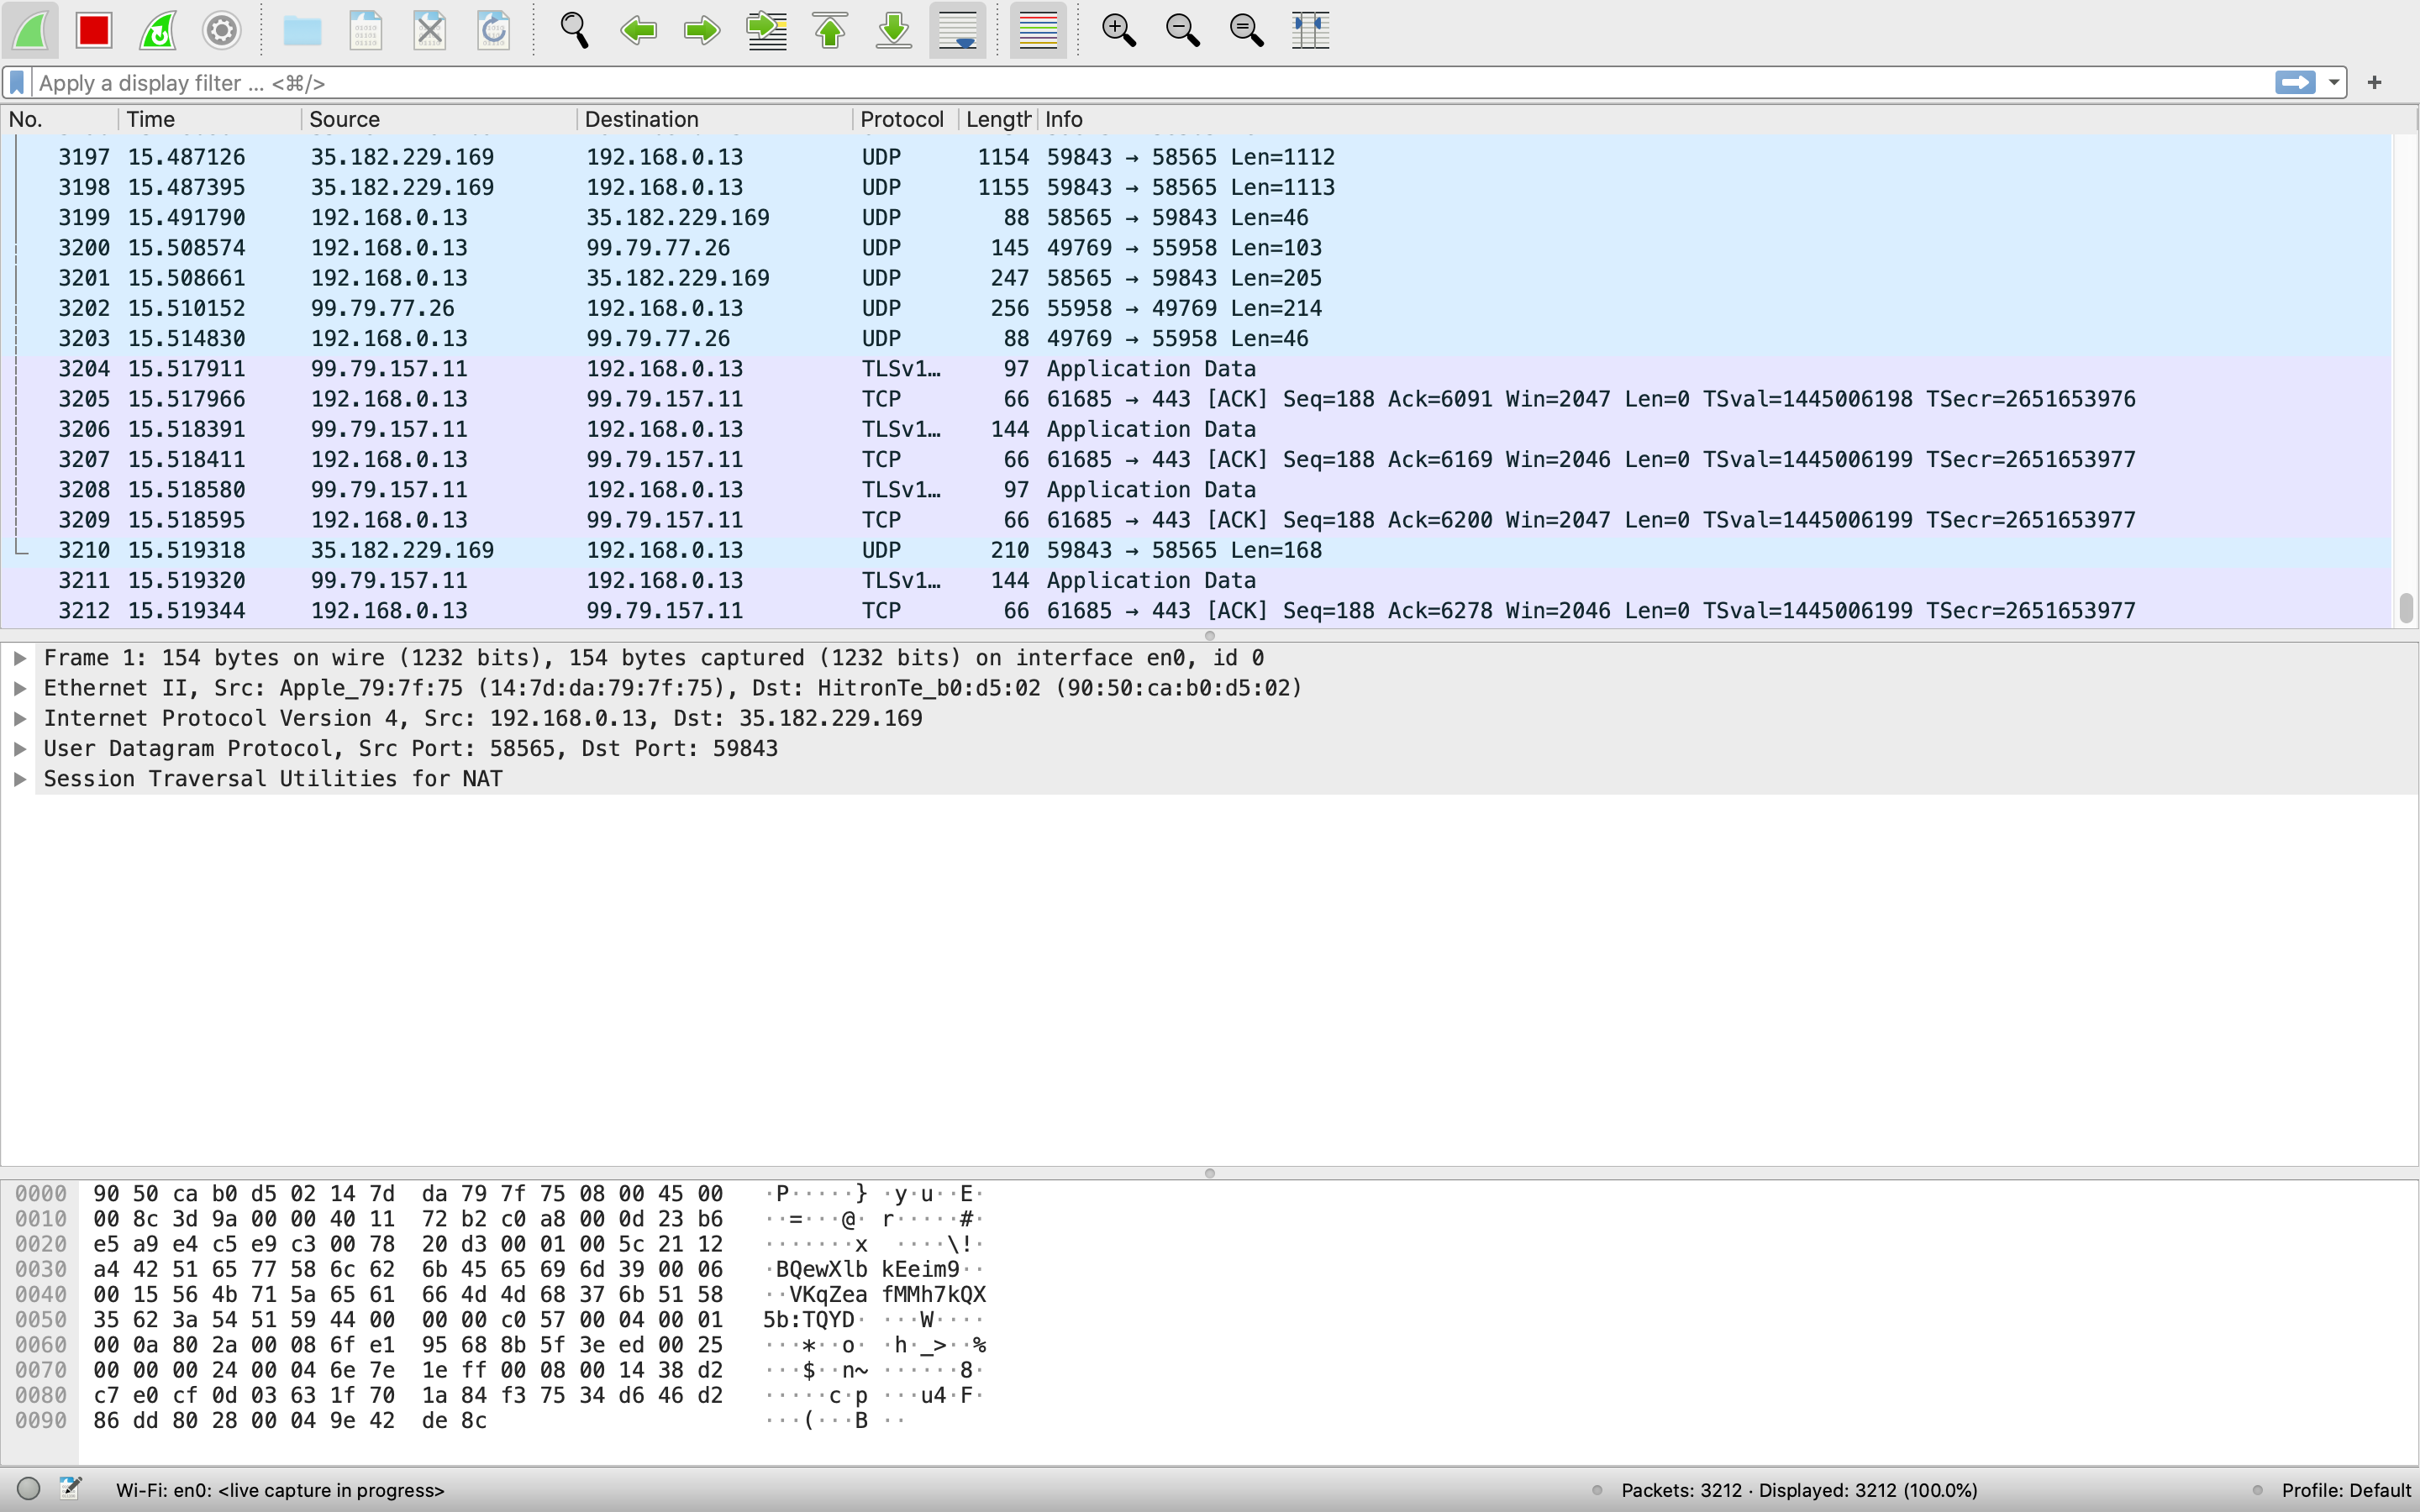 Apply a display filter ... <⌘/>
No. Time Source Destination Protocol Length Info
3197 15.487126 35.182.229.169 192.168.0.13 UDP 1154 59843 → 58565 Len=1112
3198 15.487395 35.182.229.169 192.168.0.13 UDP 1155 59843 → 58565 Len=1113
3199 15.491790 192.168.0.13 35.182.229.169 UDP 88 58565 → 59843 Len=46
3200 15.508574 192.168.0.13 99.79.77.26 UDP 145 49769 → 55958 Len=103
3201 15.508661 192.168.0.13 35.182.229.169 UDP 247 58565 → 59843 Len=205
3202 15.510152 99.79.77.26 192.168.0.13 UDP 256 55958 → 49769 Len=214
3203 15.514830 192.168.0.13 99.79.77.26 UDP 88 49769 → 55958 Len=46
3204 15.517911 99.79.157.11 192.168.0.13 TLSv1… 97 Application Data
3205 15.517966 192.168.0.13 99.79.157.11 TCP 66 61685 → 443 [ACK] Seq=188 Ack=6091 Win=2047 Len=0 TSval=1445006198 TSecr=2651653976
3206 15.518391 99.79.157.11 192.168.0.13 TLSv1… 144 Application Data
3207 15.518411 192.168.0.13 99.79.157.11 TCP 66 61685 → 443 [ACK] Seq=188 Ack=6169 Win=2046 Len=0 TSval=1445006199 TSecr=2651653977
3208 15.518580 99.79.157.11 192.168.0.13 TLSv1… 97 Application Data
3209 15.518595 192.168.0.13 99.79.157.11 TCP 66 61685 → 443 [ACK] Seq=188 Ack=6200 Win=2047 Len=0 TSval=1445006199 TSecr=2651653977
3210 15.519318 35.182.229.169 192.168.0.13 UDP 210 59843 → 58565 Len=168
3211 15.519320 99.79.157.11 192.168.0.13 TLSv1… 144 Application Data
3212 15.519344 192.168.0.13 99.79.157.11 TCP 66 61685 → 443 [ACK] Seq=188 Ack=6278 Win=2046 Len=0 TSval=1445006199 TSecr=2651653977
Frame 1: 154 bytes on wire (1232 bits), 154 bytes captured (1232 bits) on interface en0, id 0
Ethernet II, Src: Apple_79:7f:75 (14:7d:da:79:7f:75), Dst: HitronTe_b0:d5:02 (90:50:ca:b0:d5:02)
Internet Protocol Version 4, Src: 192.168.0.13, Dst: 35.182.229.169
User Datagram Protocol, Src Port: 58565, Dst Port: 59843
Session Traversal Utilities for NAT
0000 90 50 ca b0 d5 02 14 7d da 79 7f 75 08 00 45 00 ·P·····} ·y·u··E·
0010 00 8c 3d 9a 00 00 40 11 72 b2 c0 a8 00 0d 23 b6 ··=···@· r·····#·
0020 e5 a9 e4 c5 e9 c3 00 78 20 d3 00 01 00 5c 21 12 ·······x ····\!·
0030 a4 42 51 65 77 58 6c 62 6b 45 65 69 6d 39 00 06 ·BQewXlb kEeim9··
0040 00 15 56 4b 71 5a 65 61 66 4d 4d 68 37 6b 51 58 ··VKqZea fMMh7kQX
0050 35 62 3a 54 51 59 44 00 00 00 c0 57 00 04 00 01 5b:TQYD· ···W····
0060 00 0a 80 2a 00 08 6f e1 95 68 8b 5f 3e ed 00 25 ···*··o· ·h·_>··%
0070 00 00 00 24 00 04 6e 7e 1e ff 00 08 00 14 38 d2 ···$··n~ ······8·
0080 c7 e0 cf 0d 03 63 1f 70 1a 84 f3 75 34 d6 46 d2 ·····c·p ···u4·F·
0090 86 dd 80 28 00 04 9e 42 de 8c ···(···B ··
Wi-Fi: en0: <live capture in progress> Packets: 3212 · Displayed: 3212 (100.0%) Profile: Default